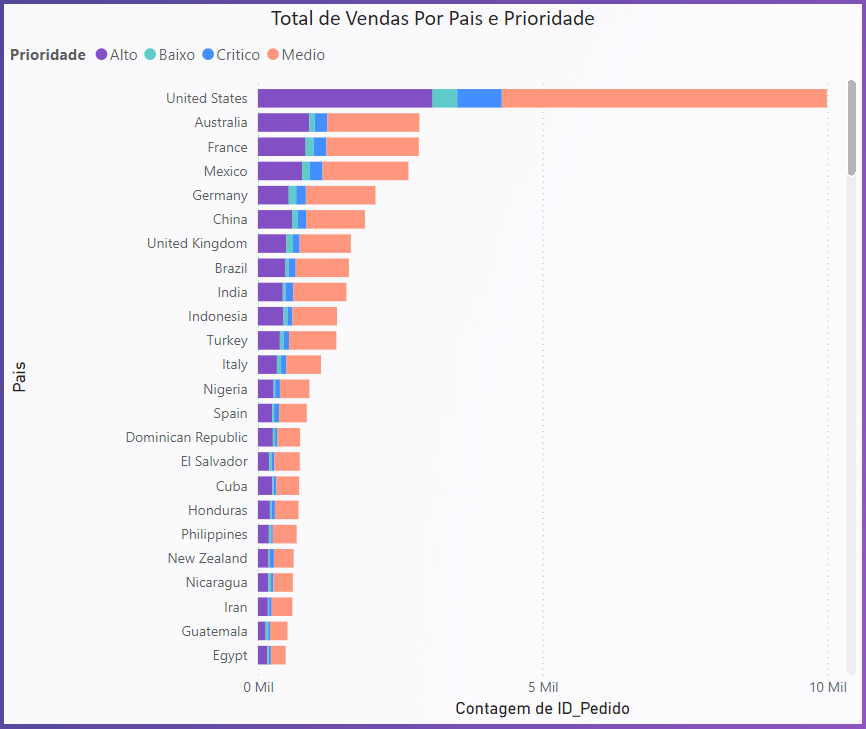 Total de Vendas Por Pais e Prioridade
Prioridade Alto Baixo Critico Medio
United States
Australia
France
Mexico
Germany
China
United Kingdom
Brazil
India
Indonesia
Turkey
Italy
Nigeria
Spain
Dominican Republic
El Salvador
Cuba
Honduras
Philippines
New Zealand
Nicaragua
Iran
Guatemala
Egypt
Pais
0 Mil 5 Mil 10 Mil
Contagem de ID_Pedido